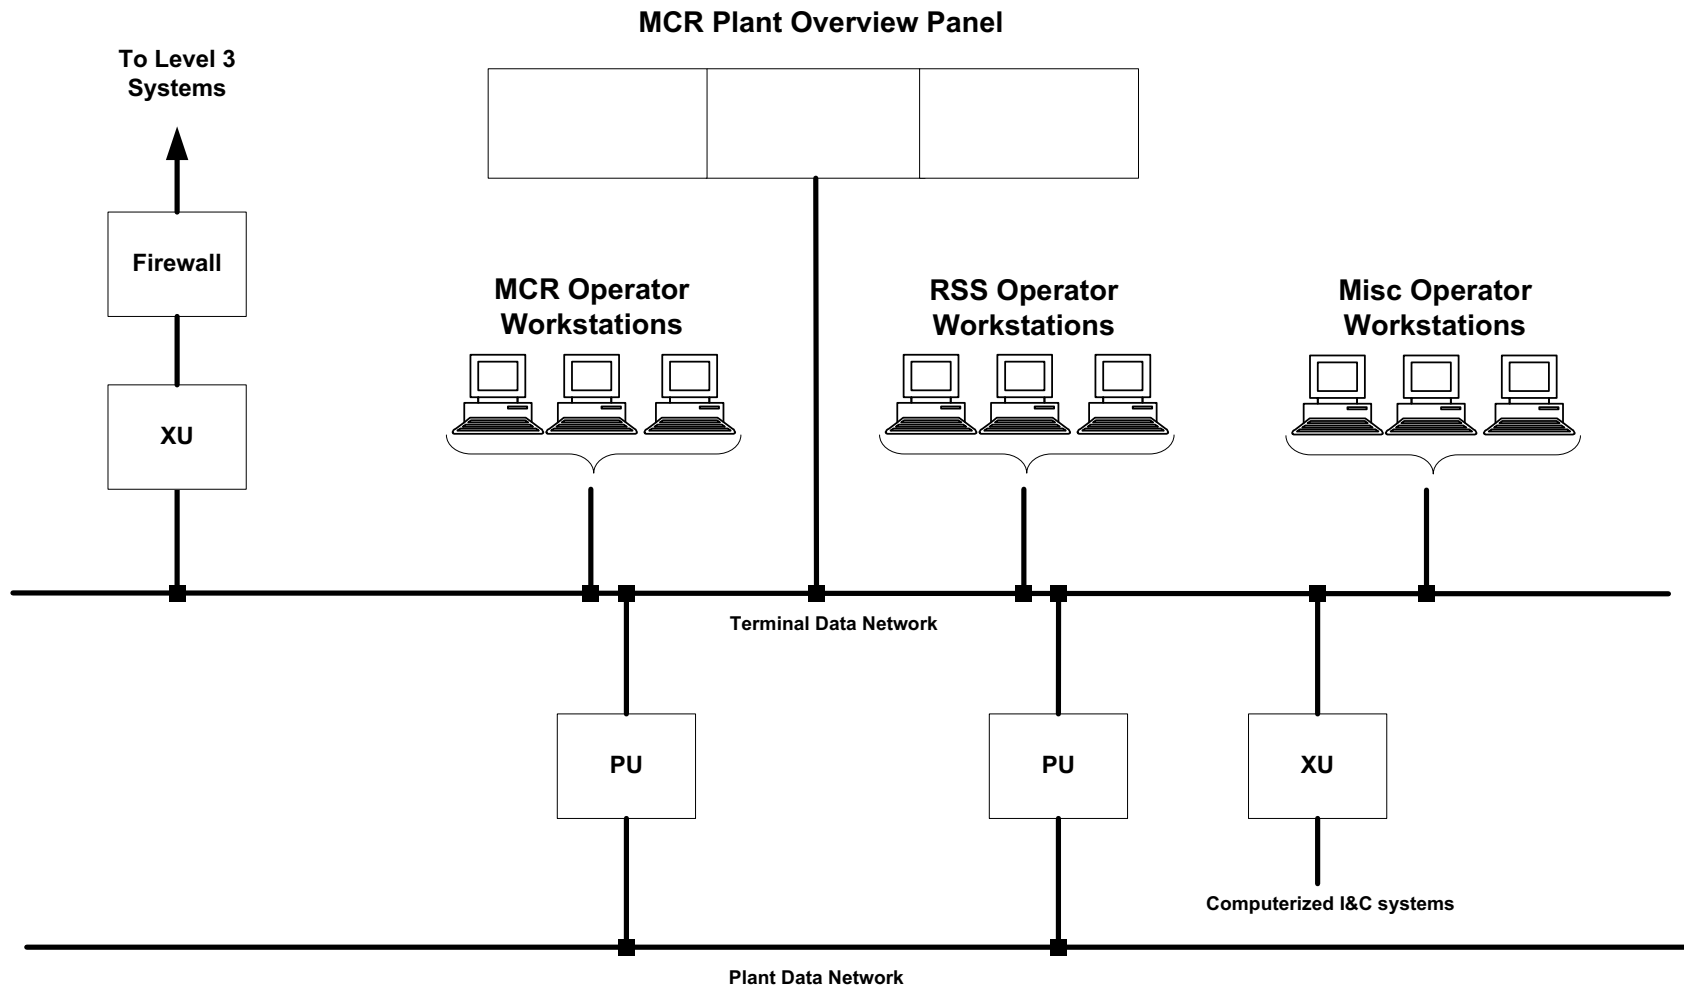 MCR Plant Overview Panel
To Level 3
Systems
Firewall
MCR Operator
Workstations
RSS Operator
Workstations
Misc Operator
Workstations
XU
Terminal Data Network
PU
PU
XU
Computerized I&C systems
Plant Data Network